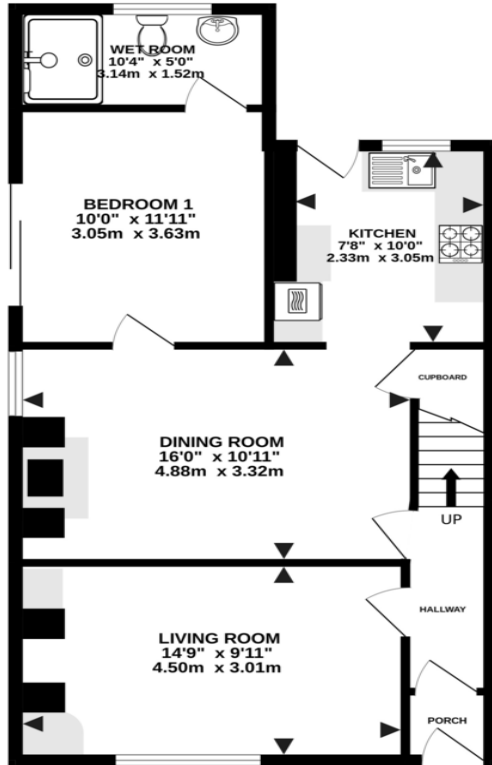 WET ROOM
10'4" x 5'0"
3.14m x 1.52m
BEDROOM 1
10'0" x 11'11"
3.05m x 3.63m
KITCHEN
7'8" x 10'0"
2.33m x 3.05m
CUPBOARD
DINING ROOM
16'0" x 10'11"
4.88m x 3.32m
UP
HALLWAY
LIVING ROOM
14'9" x 9'11"
4.50m x 3.01m
PORCH